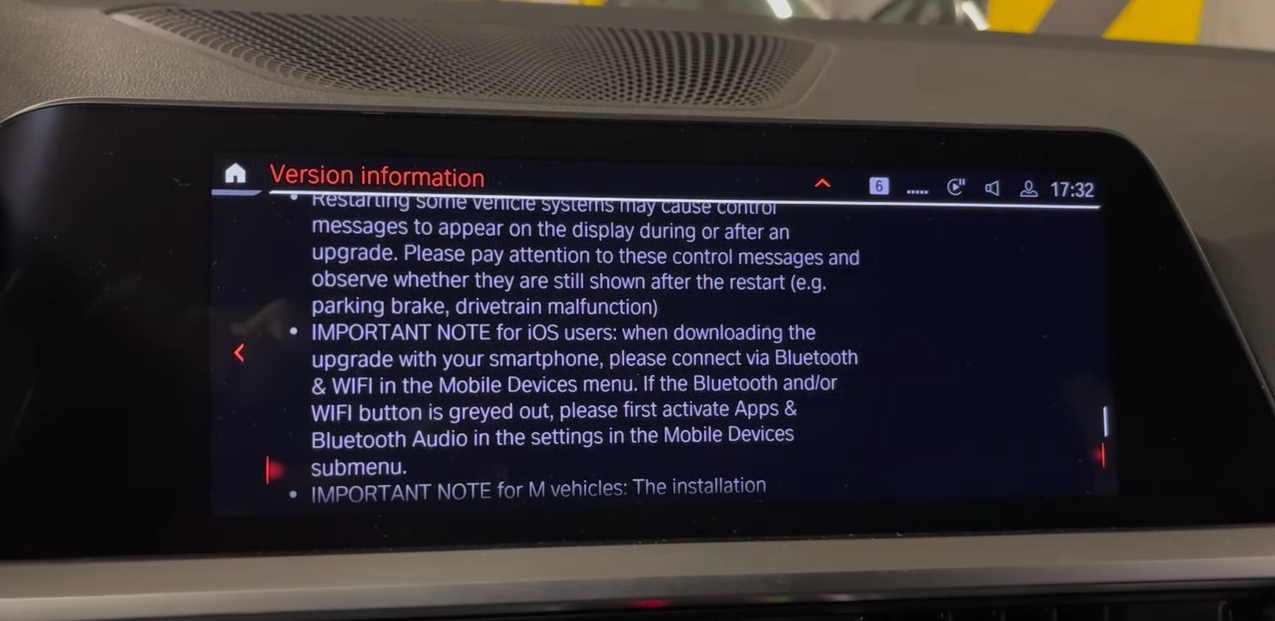 Version information
6
17:32
• Restarting some vehicle systems may cause control
messages to appear on the display during or after an
upgrade. Please pay attention to these control messages and
observe whether they are still shown after the restart (e.g.
parking brake, drivetrain malfunction)
• IMPORTANT NOTE for iOS users: when downloading the
upgrade with your smartphone, please connect via Bluetooth
& WIFI in the Mobile Devices menu. If the Bluetooth and/or
WIFI button is greyed out, please first activate Apps &
Bluetooth Audio in the settings in the Mobile Devices
submenu.
• IMPORTANT NOTE for M vehicles: The installation